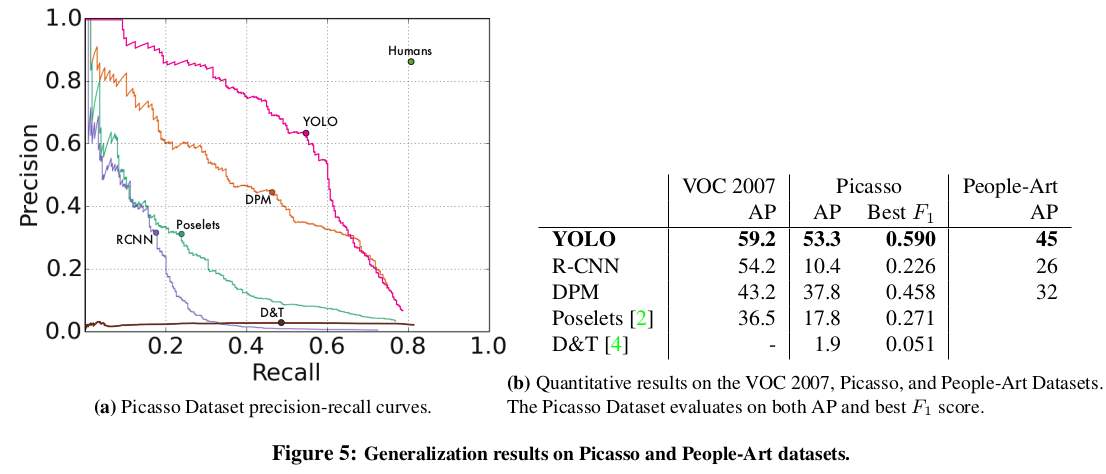 1.0
0.8
0.6
0.4
0.2
0.0
Precision
Humans
YOLO
DPM
Poselets
RCNN
D&T
0.2 0.4 0.6 0.8 1.0
Recall
(a) Picasso Dataset precision-recall curves.
VOC 2007 Picasso People-Art
AP AP Best F1 AP
YOLO 59.2 53.3 0.590 45
R-CNN 54.2 10.4 0.226 26
DPM 43.2 37.8 0.458 32
Poselets [2] 36.5 17.8 0.271
D&T [4] - 1.9 0.051
(b) Quantitative results on the VOC 2007, Picasso, and People-Art Datasets.
The Picasso Dataset evaluates on both AP and best F1 score.
Figure 5: Generalization results on Picasso and People-Art datasets.